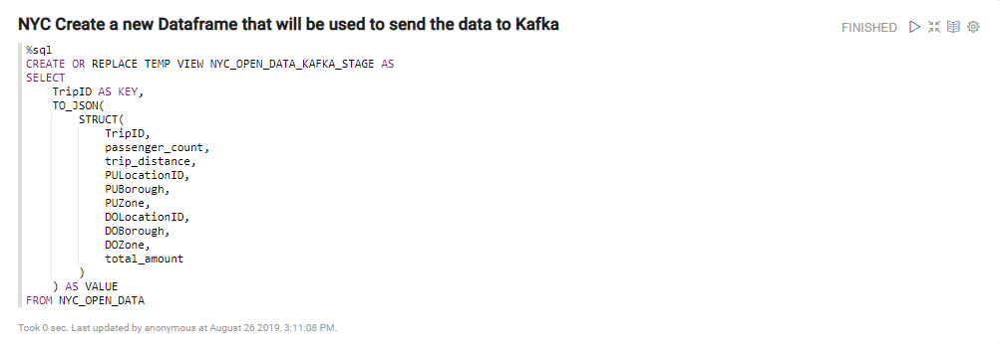 NYC Create a new Dataframe that will be used to send the data to Kafka
FINISHED
%sql
CREATE OR REPLACE TEMP VIEW NYC_OPEN_DATA_KAFKA_STAGE AS
SELECT
    TripID AS KEY,
    TO_JSON(
        STRUCT(
            TripID,
            passenger_count,
            trip_distance,
            PULocationID,
            PUBorough,
            PUZone,
            DOLocationID,
            DOBorough,
            DOZone,
            total_amount
        )
    ) AS VALUE
FROM NYC_OPEN_DATA
Took 0 sec. Last updated by anonymous at August 26 2019, 3:11:08 PM.